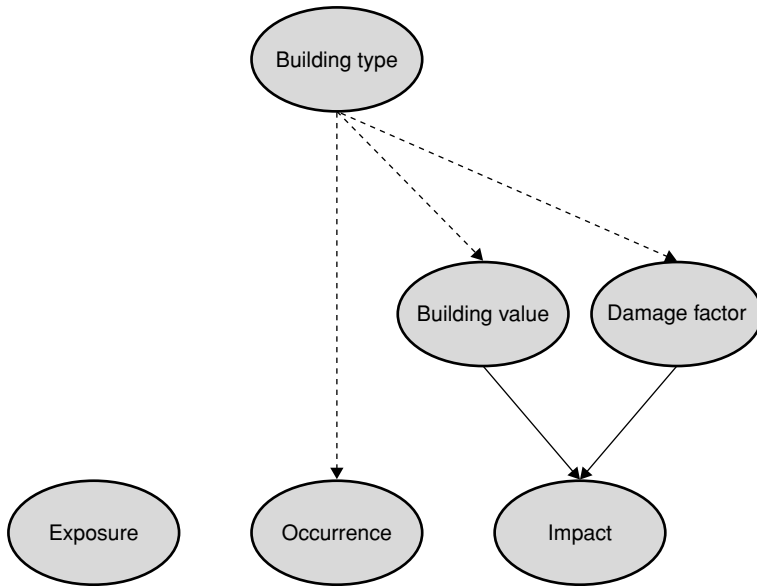 Building type
Building value
Damage factor
Exposure
Occurrence
Impact